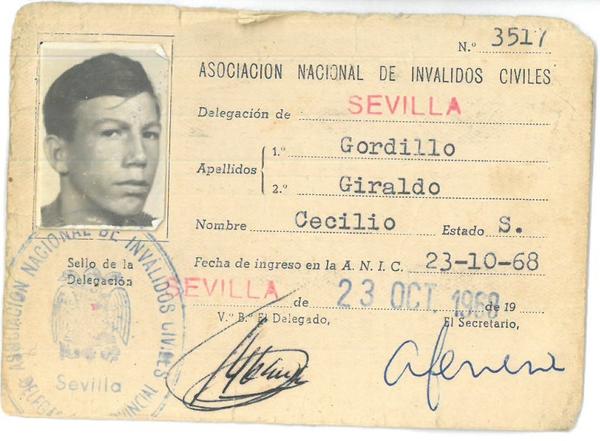 N.º 3517
ASOCIACION NACIONAL DE INVALIDOS CIVILES
Delegación de SEVILLA
Apellidos
1.º Gordillo
2.º Giraldo
Nombre Cecilio Estado S.
Fecha de ingreso en la A. N. I. C. 23-10-68
SEVILLA de 23 OCT. 1968 de 19
V.º B.º El Delegado, El Secretario,
Sello de la
Delegación
ASOCIACION NACIONAL DE INVALIDOS CIVILES
Sevilla